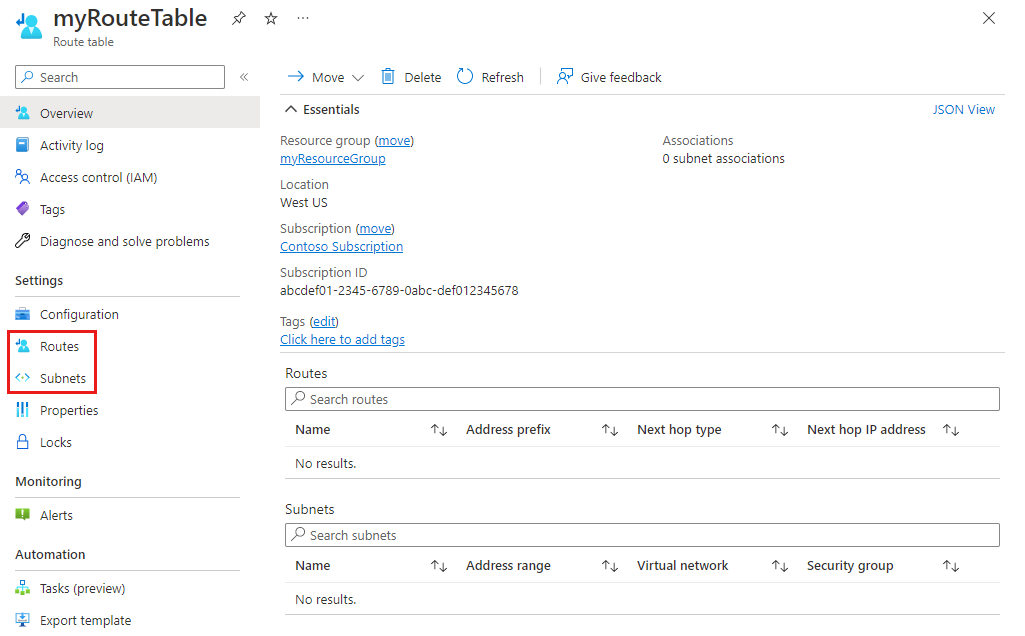 myRouteTable
Route table
Search
Overview
Activity log
Access control (IAM)
Tags
Diagnose and solve problems
Settings
Configuration
Routes
Subnets
Properties
Locks
Monitoring
Alerts
Automation
Tasks (preview)
Export template
Move Delete Refresh Give feedback
Essentials JSON View
Resource group (move)
myResourceGroup
Location
West US
Subscription (move)
Contoso Subscription
Subscription ID
abcdef01-2345-6789-0abc-def012345678
Tags (edit)
Click here to add tags
Associations
0 subnet associations
Routes
Search routes
Name Address prefix Next hop type Next hop IP address
No results.
Subnets
Search subnets
Name Address range Virtual network Security group
No results.